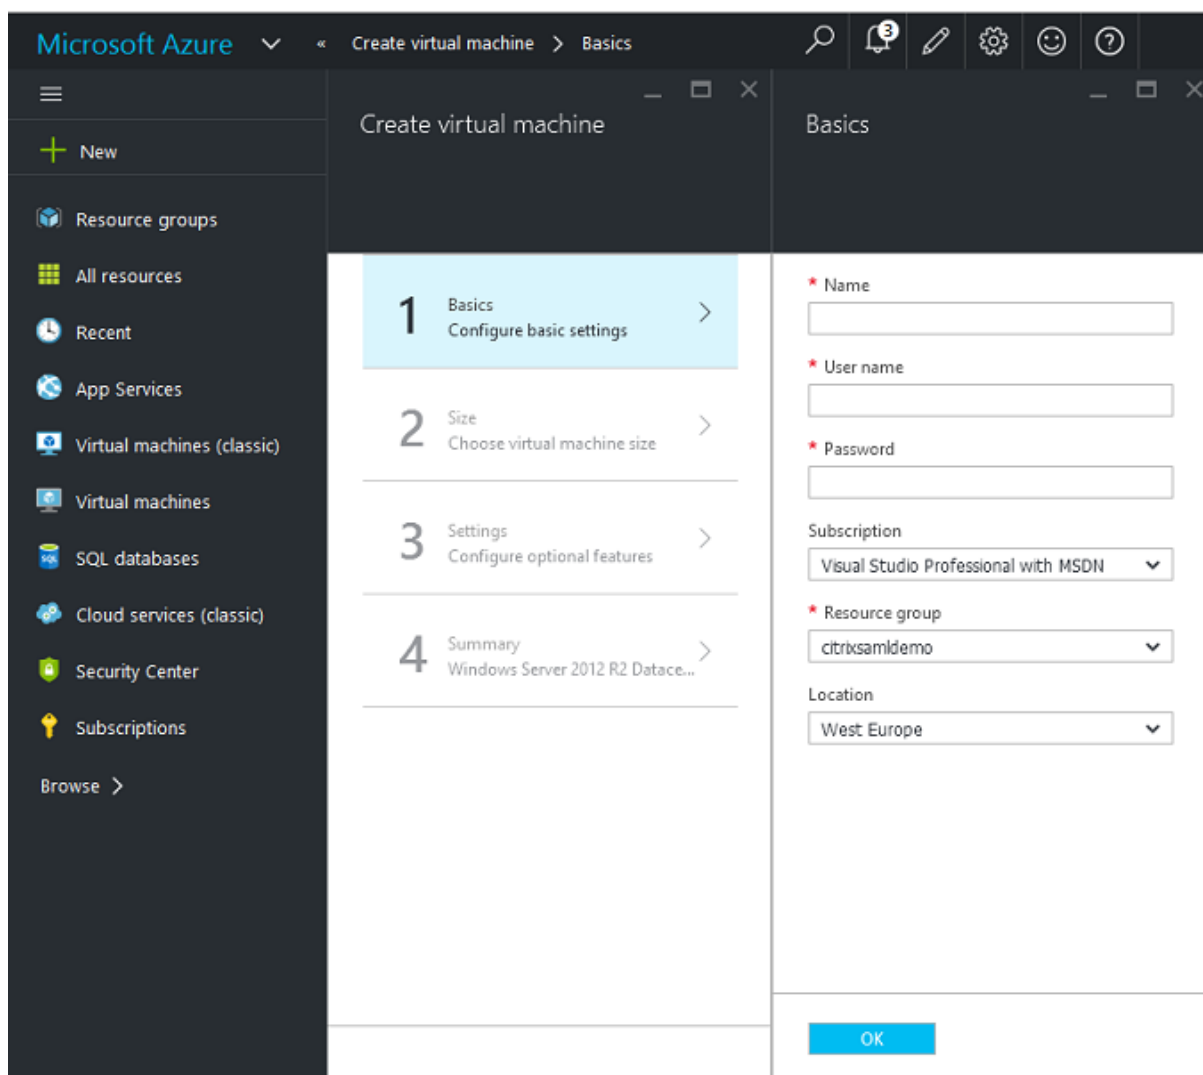 Microsoft Azure
« Create virtual machine > Basics
3
New
Resource groups
All resources
Recent
App Services
Virtual machines (classic)
Virtual machines
SQL databases
Cloud services (classic)
Security Center
Subscriptions
Browse >
Create virtual machine
1
Basics
Configure basic settings
2
Size
Choose virtual machine size
3
Settings
Configure optional features
4
Summary
Windows Server 2012 R2 Datace...
Basics
* Name
* User name
* Password
Subscription
Visual Studio Professional with MSDN
* Resource group
citrixsamldemo
Location
West Europe
OK